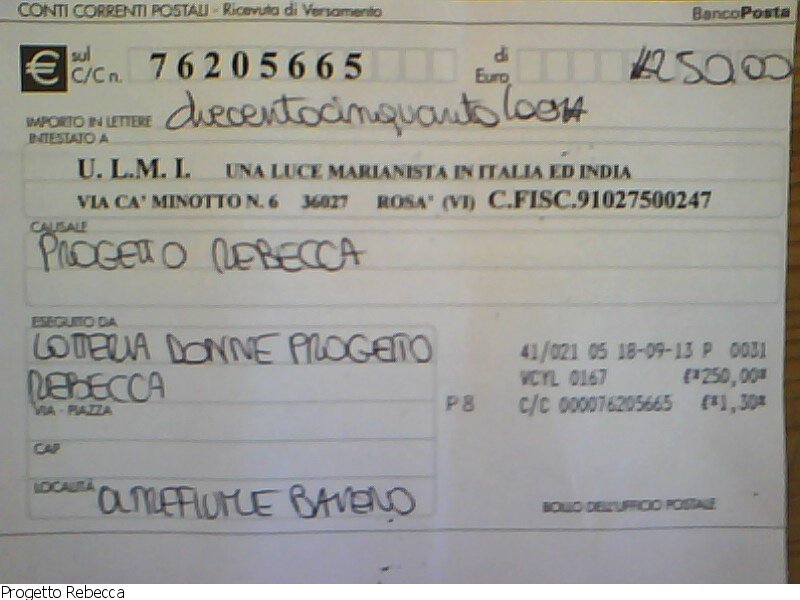 CONTI CORRENTI POSTALI - Ricevuta di Versamento BancoPosta
€ sul C/C n. 76205665 di Euro 250,00
IMPORTO IN LETTERE duecentocinquanta/00
INTESTATO A
U. L.M. I. UNA LUCE MARIANISTA IN ITALIA ED INDIA
VIA CA' MINOTTO N. 6 36027 ROSA' (VI) C.FISC.91027500247
CAUSALE
PROGETTO REBECCA
ESEGUITO DA
LOTTERIA DONNE PROGETTO
REBECCA
VIA - PIAZZA
CAP
LOCALITÀ OLTREFIUME BAVENO
41/021 05 18-09-13 P 0031
VCYL 0167 €*250,00*
P 8 C/C 000076205665 €*1,30*
BOLLO DELL'UFFICIO POSTALE
Progetto Rebecca